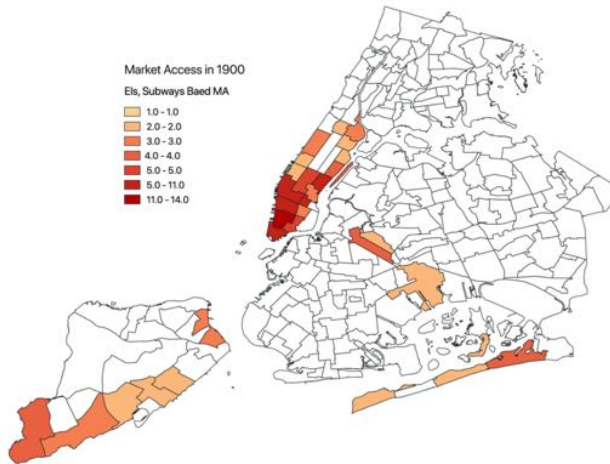 Market Access in 1900
Els, Subways Baed MA
1.0 - 1.0
2.0 - 2.0
3.0 - 3.0
4.0 - 4.0
5.0 - 5.0
5.0 - 11.0
11.0 - 14.0